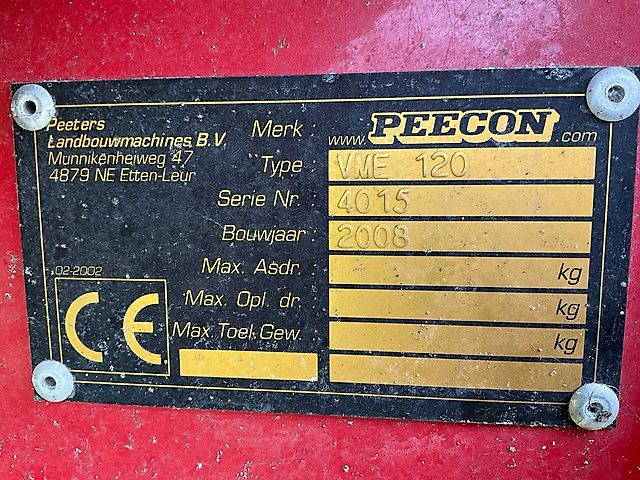 Peeters
Landbouwmachines B.V.
Munnikenheiweg 47
4879 NE Etten-Leur
Merk : www.PEECON.com
Type : VME 120
Serie Nr. : 4015
Bouwjaar : 2008
Max. Asdr. : kg
Max. Opl. dr. : kg
Max Toel Gew. kg
02-2002
CE